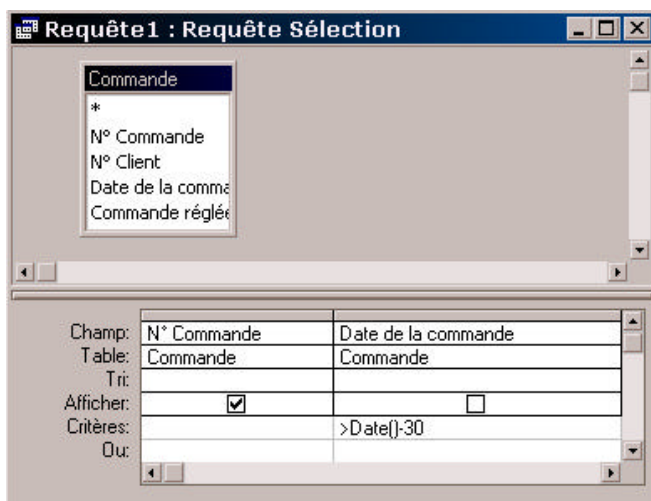 Requête1 : Requête Sélection
Commande
*
N° Commande
N° Client
Date de la comma
Commande réglée
Champ: N° Commande Date de la commande
Table: Commande Commande
Tri:
Afficher:
Critères: >Date()-30
Ou: